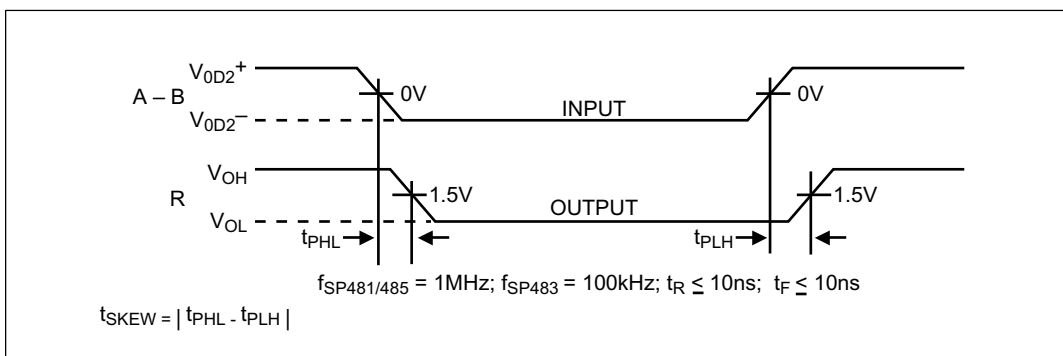 V0D2+
A – B
0V
0V
V0D2–
INPUT
VOH
R
1.5V
1.5V
VOL
OUTPUT
tPHL
tPLH
fSP481/485 = 1MHz; fSP483 = 100kHz; tR ≤ 10ns; tF ≤ 10ns
tSKEW = | tPHL - tPLH |